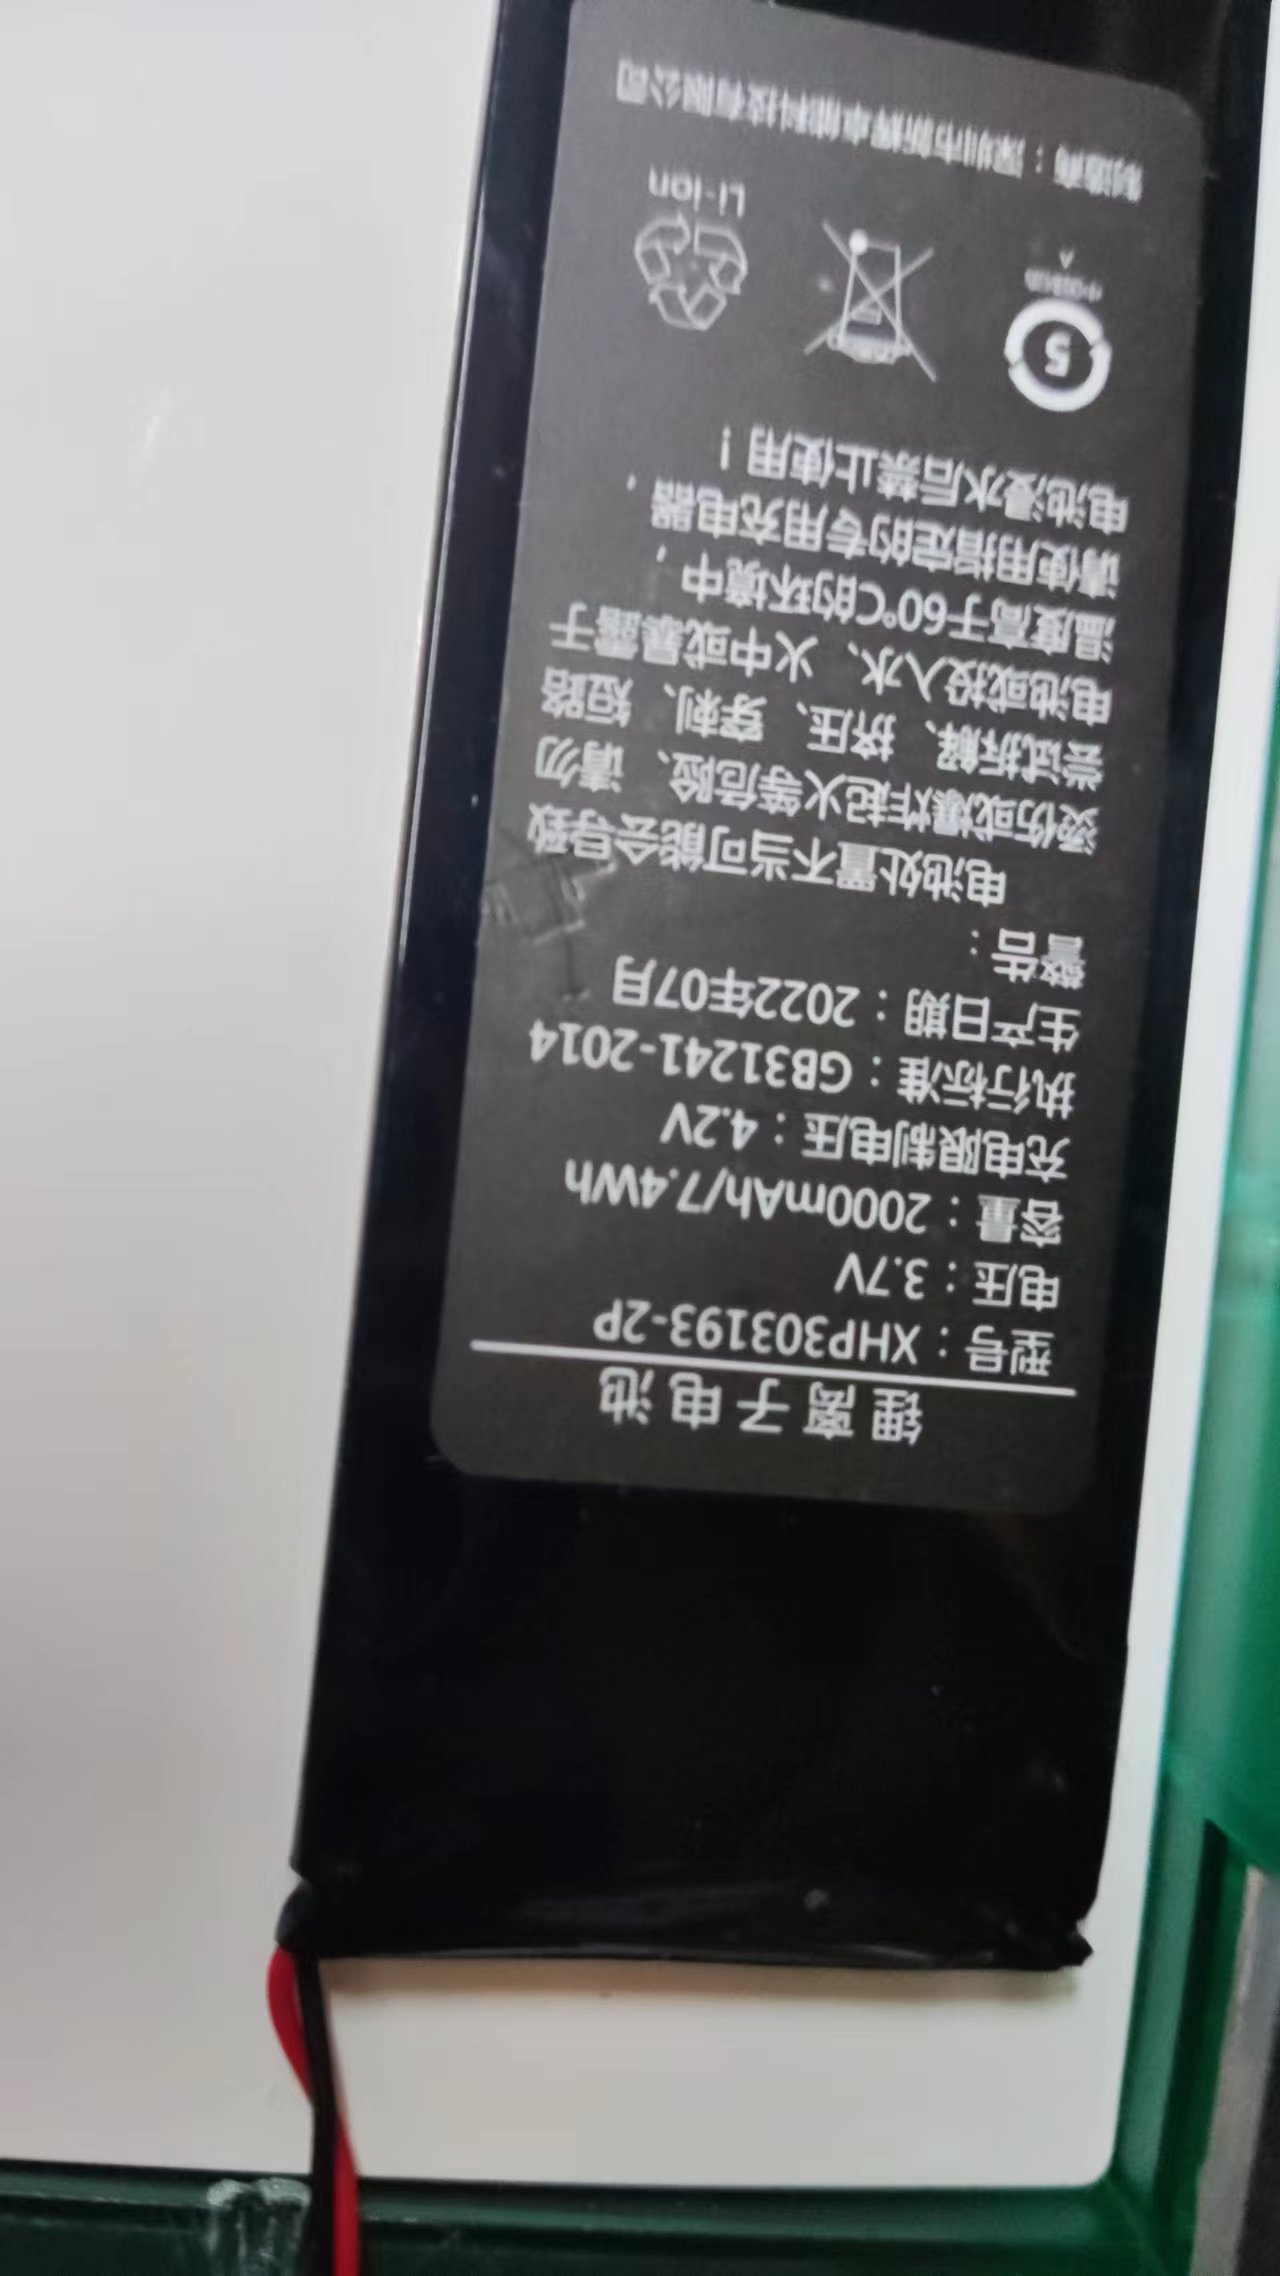 锂离子电池
型号：XHP303193-2P
电压：3.7V
容量：2000mAh/7.4Wh
充电限制电压：4.2V
执行标准：GB31241-2014
生产日期：2022年07月
警告：
电池处置不当可能会导致
烫伤或爆炸起火等危险、请勿
尝试拆解、挤压、穿刺、短路
电池或投入水、火中或暴露于
温度高于60℃的环境中，
请使用指定的专用充电器，
电池浸水后禁止使用！
5
Li-ion
制造商：深圳市新辉卓能科技有限公司